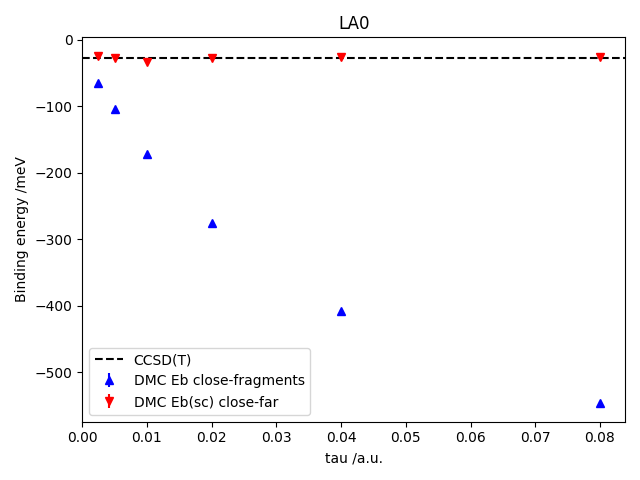 LA0
0
−100
−200
−300
−400
−500
Binding energy /meV
CCSD(T)
DMC Eb close-fragments
DMC Eb(sc) close-far
0.00 0.01 0.02 0.03 0.04 0.05 0.06 0.07 0.08
tau /a.u.